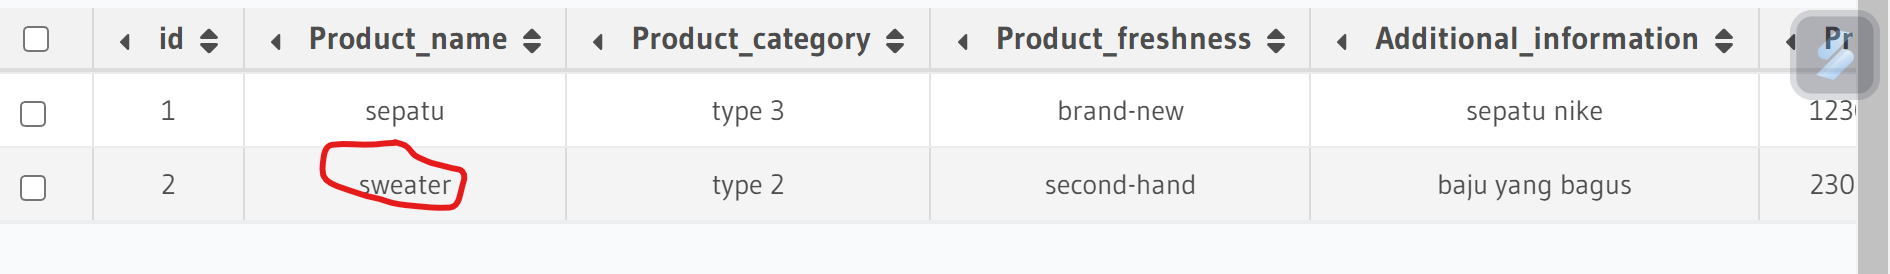 id Product_name Product_category Product_freshness Additional_information Pr
1 sepatu type 3 brand-new sepatu nike 123
2 sweater type 2 second-hand baju yang bagus 230